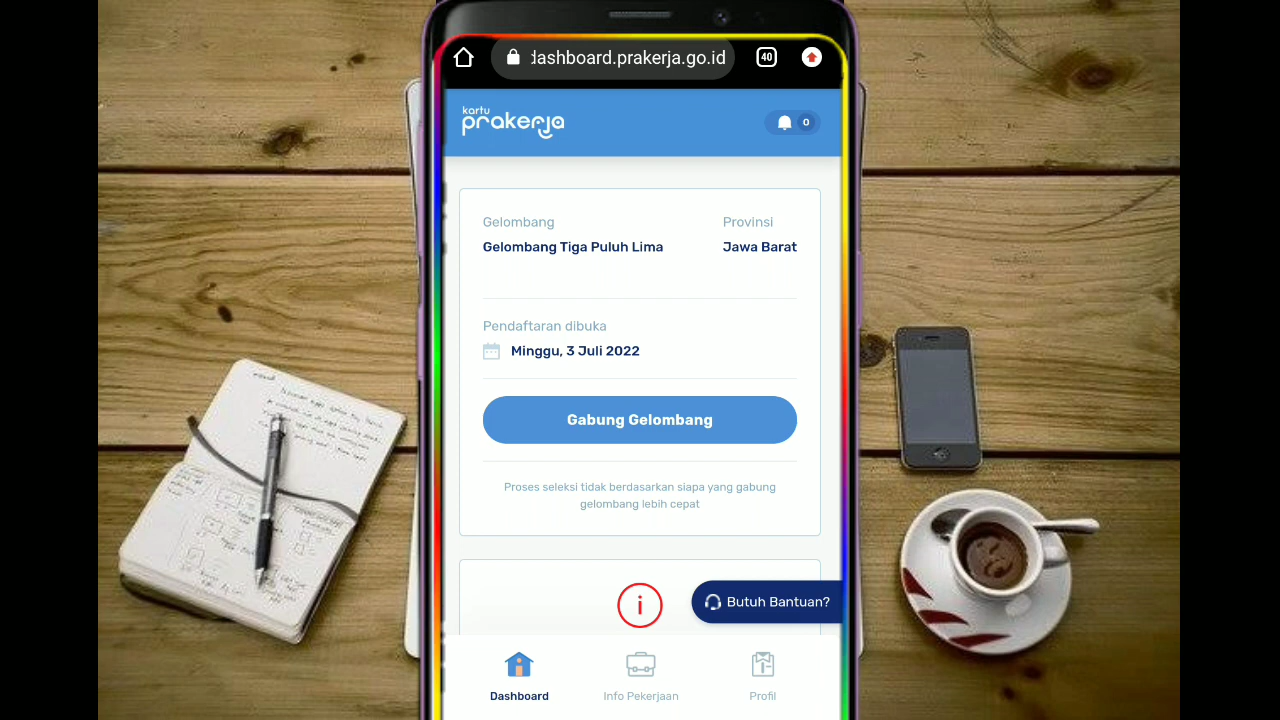 40
dashboard.prakerja.go.id
kartu
prakerja
0
Gelombang
Provinsi
Gelombang Tiga Puluh Lima
Jawa Barat
Pendaftaran dibuka
Minggu, 3 Juli 2022
Gabung Gelombang
Proses seleksi tidak berdasarkan siapa yang gabung
gelombang lebih cepat
i
Butuh Bantuan?
Dashboard
Info Pekerjaan
Profil